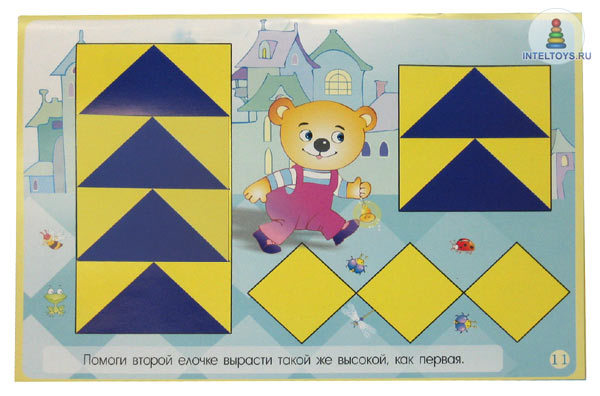 INTELTOYS.RU
Помоги второй елочке вырасти такой же высокой, как первая.
11